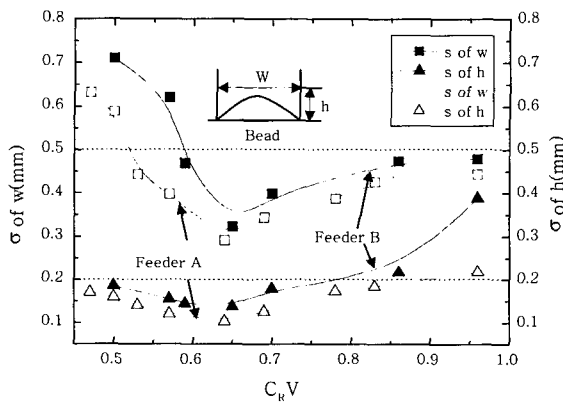 0.8
0.7
0.6
0.5
0.4
0.3
0.2
0.1
σ of w(mm)
0.5
0.6
0.7
0.8
0.9
1.0
C_R V
0.8
0.7
0.6
0.5
0.4
0.3
0.2
0.1
σ of h(mm)
s of w
s of h
s of w
s of h
W
h
Bead
Feeder A
Feeder B